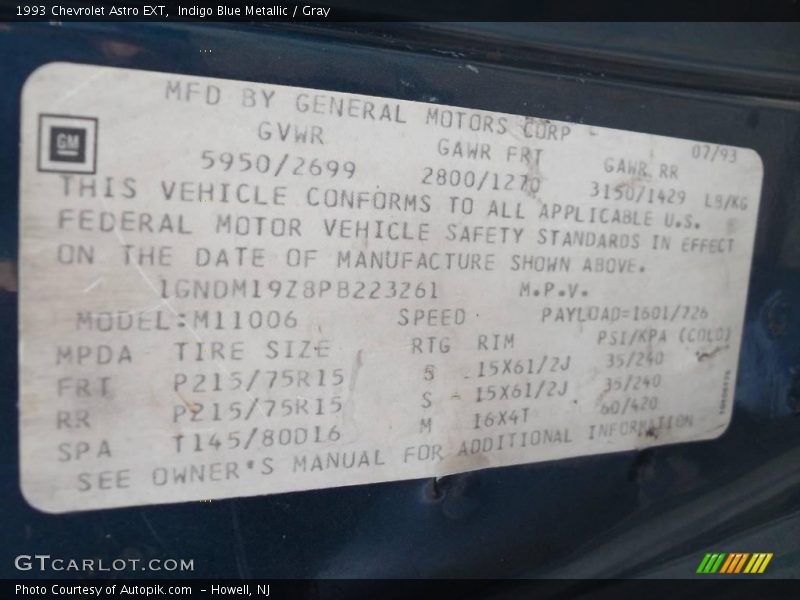 1993 Chevrolet Astro EXT,  Indigo Blue Metallic / Gray
MFD BY GENERAL MOTORS CORP 07/93
GM
GVWR GAWR FRT GAWR RR
5950/2699 2800/1270 3150/1429 LB/KG
THIS VEHICLE CONFORMS TO ALL APPLICABLE U.S.
FEDERAL MOTOR VEHICLE SAFETY STANDARDS IN EFFECT
ON THE DATE OF MANUFACTURE SHOWN ABOVE.
1GNDM19Z8PB223261 M.P.V.
MODEL:M11006 SPEED PAYLOAD=1601/726
MPDA TIRE SIZE RTG RIM PSI/KPA (COLD)
FRT P215/75R15 S 15X61/2J 35/240
RR P215/75R15 S 15X61/2J 35/240
SPA T145/80D16 M 16X4T 60/420
SEE OWNER'S MANUAL FOR ADDITIONAL INFORMATION
GTCARLOT.COM
Photo Courtesy of Autopik.com  – Howell, NJ